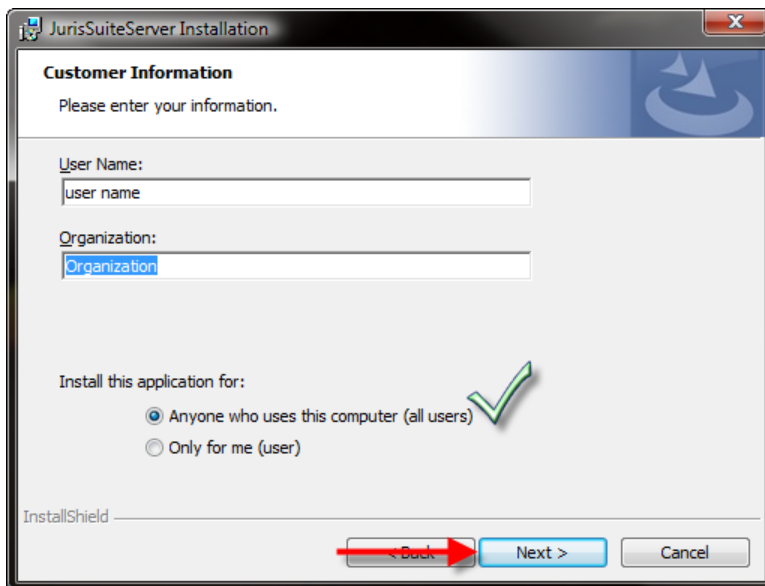 JurisSuiteServer Installation
Customer Information
Please enter your information.
User Name:
user name
Organization:
Organization
Install this application for:
Anyone who uses this computer (all users)
Only for me (user)
InstallShield
< Back
Next >
Cancel